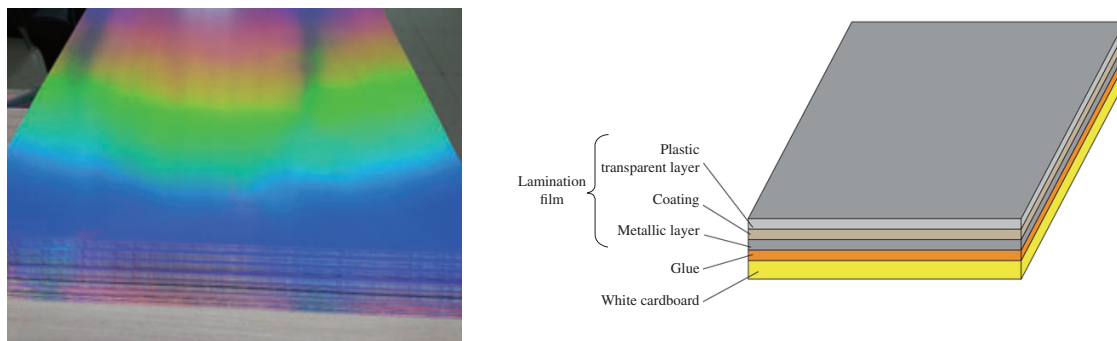 Plastic
transparent layer
Lamination
film
Coating
Metallic layer
Glue
White cardboard